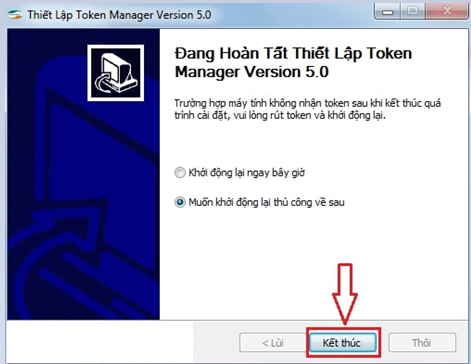 Thiết Lập Token Manager Version 5.0
Đang Hoàn Tất Thiết Lập Token
Manager Version 5.0
Trường hợp máy tính không nhận token sau khi kết thúc quá
trình cài đặt, vui lòng rút token và khởi động lại.
Khởi động lại ngay bây giờ
Muốn khởi động lại thủ công về sau
< Lùi
Kết thúc
Thôi